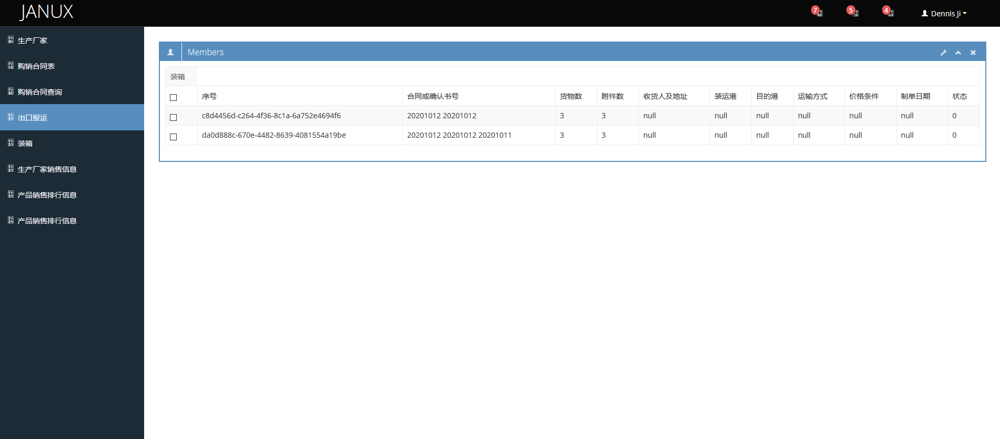 JANUX
7 5 4 Dennis Ji
生产厂家
购销合同表
购销合同查询
出口报运
装箱
生产厂家销售信息
产品销售排行信息
产品销售排行信息
Members
装箱
序号 合同或确认书号 货物数 附件数 收货人及地址 装运港 目的港 运输方式 价格条件 制单日期 状态
c8d4456d-c264-4f36-8c1a-6a752e4694f6 20201012 20201012 3 3 null null null null null null 0
da0d888c-670e-4482-8639-4081554a19be 20201012 20201012 20201011 3 3 null null null null null null 0